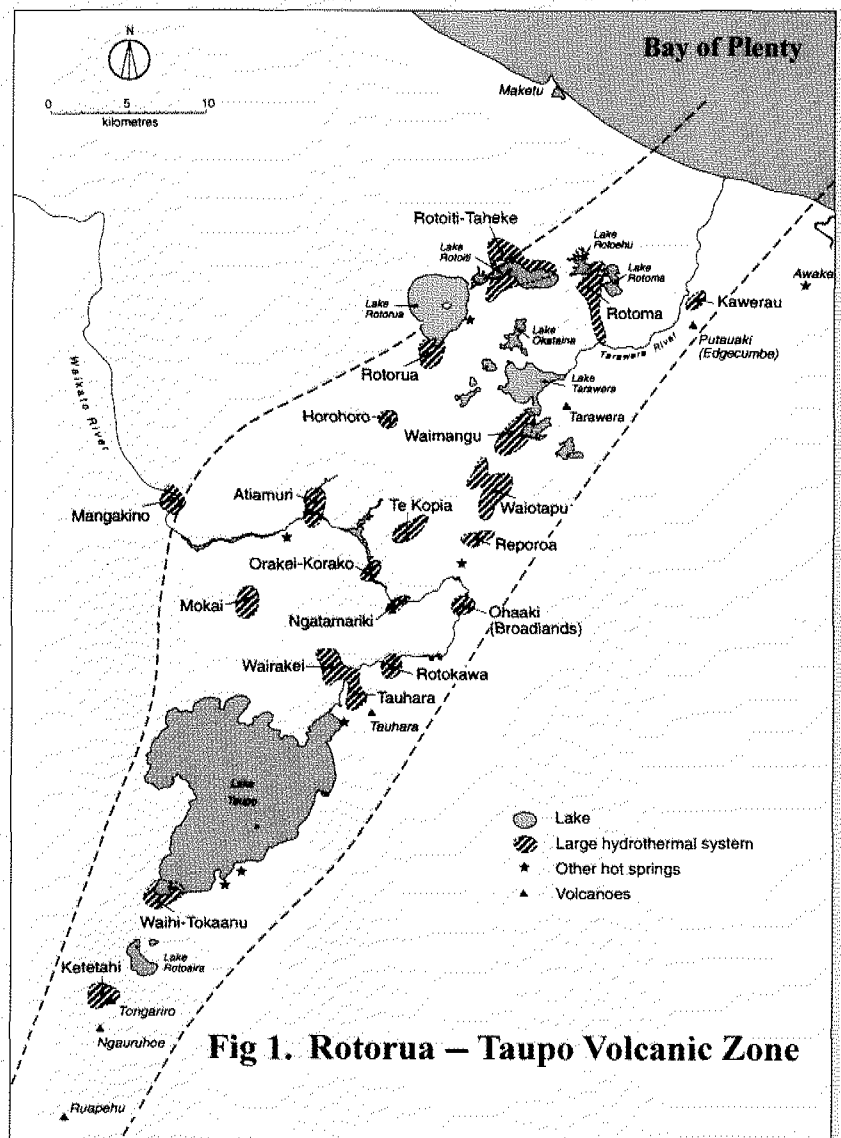 Bay of Plenty
N
0 5 10
kilometres
Maketu
Rotoiti-Taheke
Lake
Rotoiti
Lake
Rotoehu
Lake
Rotoma
Awake
Lake
Rotorua
Rotoma
Kawerau
Putauaki
(Edgecumbe)
Lake
Okataina
Tarawera River
Rotorua
Lake
Tarawera
Waikato River
Horohoro
Tarawera
Waimangu
Mangakino
Atiamuri
Te Kopia
Waiotapu
Reporoa
Orakei-Korako
Mokai
Ngatamariki
Ohaaki
(Broadlands)
Wairakei
Rotokawa
Tauhara
Tauhara
Lake
Taupo
Lake
Large hydrothermal system
Other hot springs
Volcanoes
Waihi-Tokaanu
Lake
Rotoaira
Ketetahi
Tongariro
Ngauruhoe
Fig 1. Rotorua – Taupo Volcanic Zone
Ruapehu